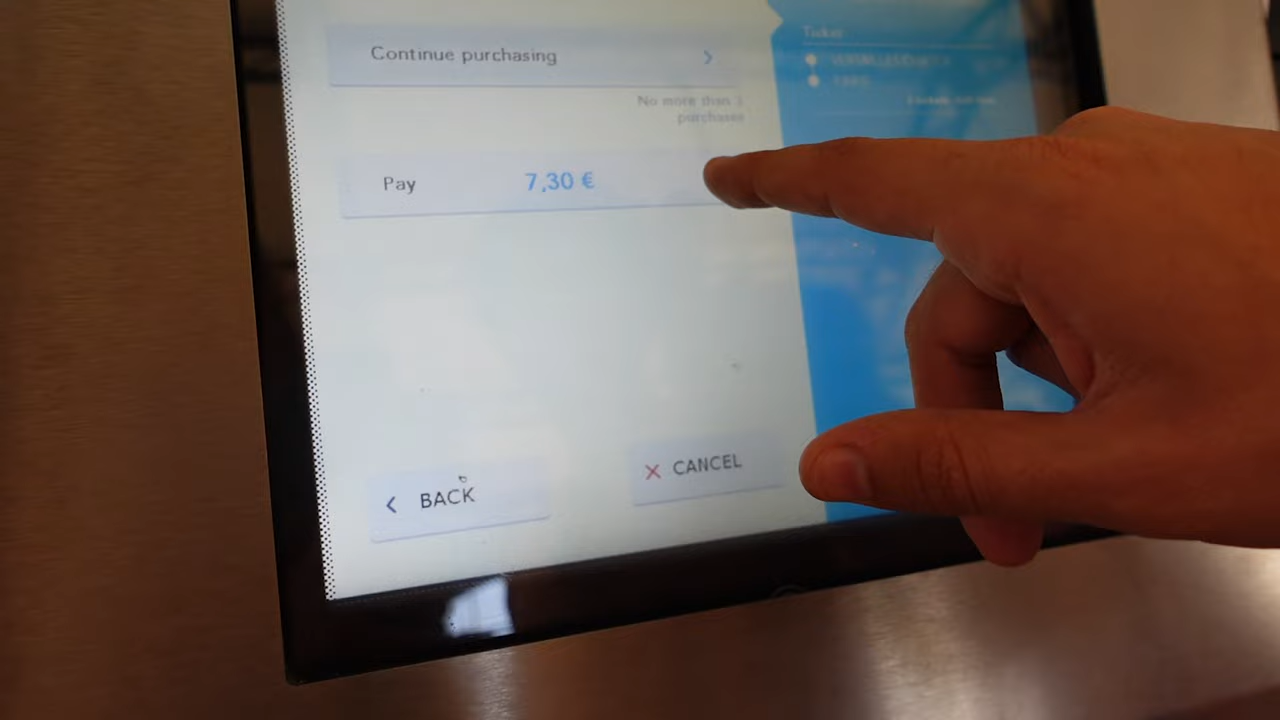 Continue purchasing
No more than
purchases
Pay 7,30 €
BACK
CANCEL
Ticket